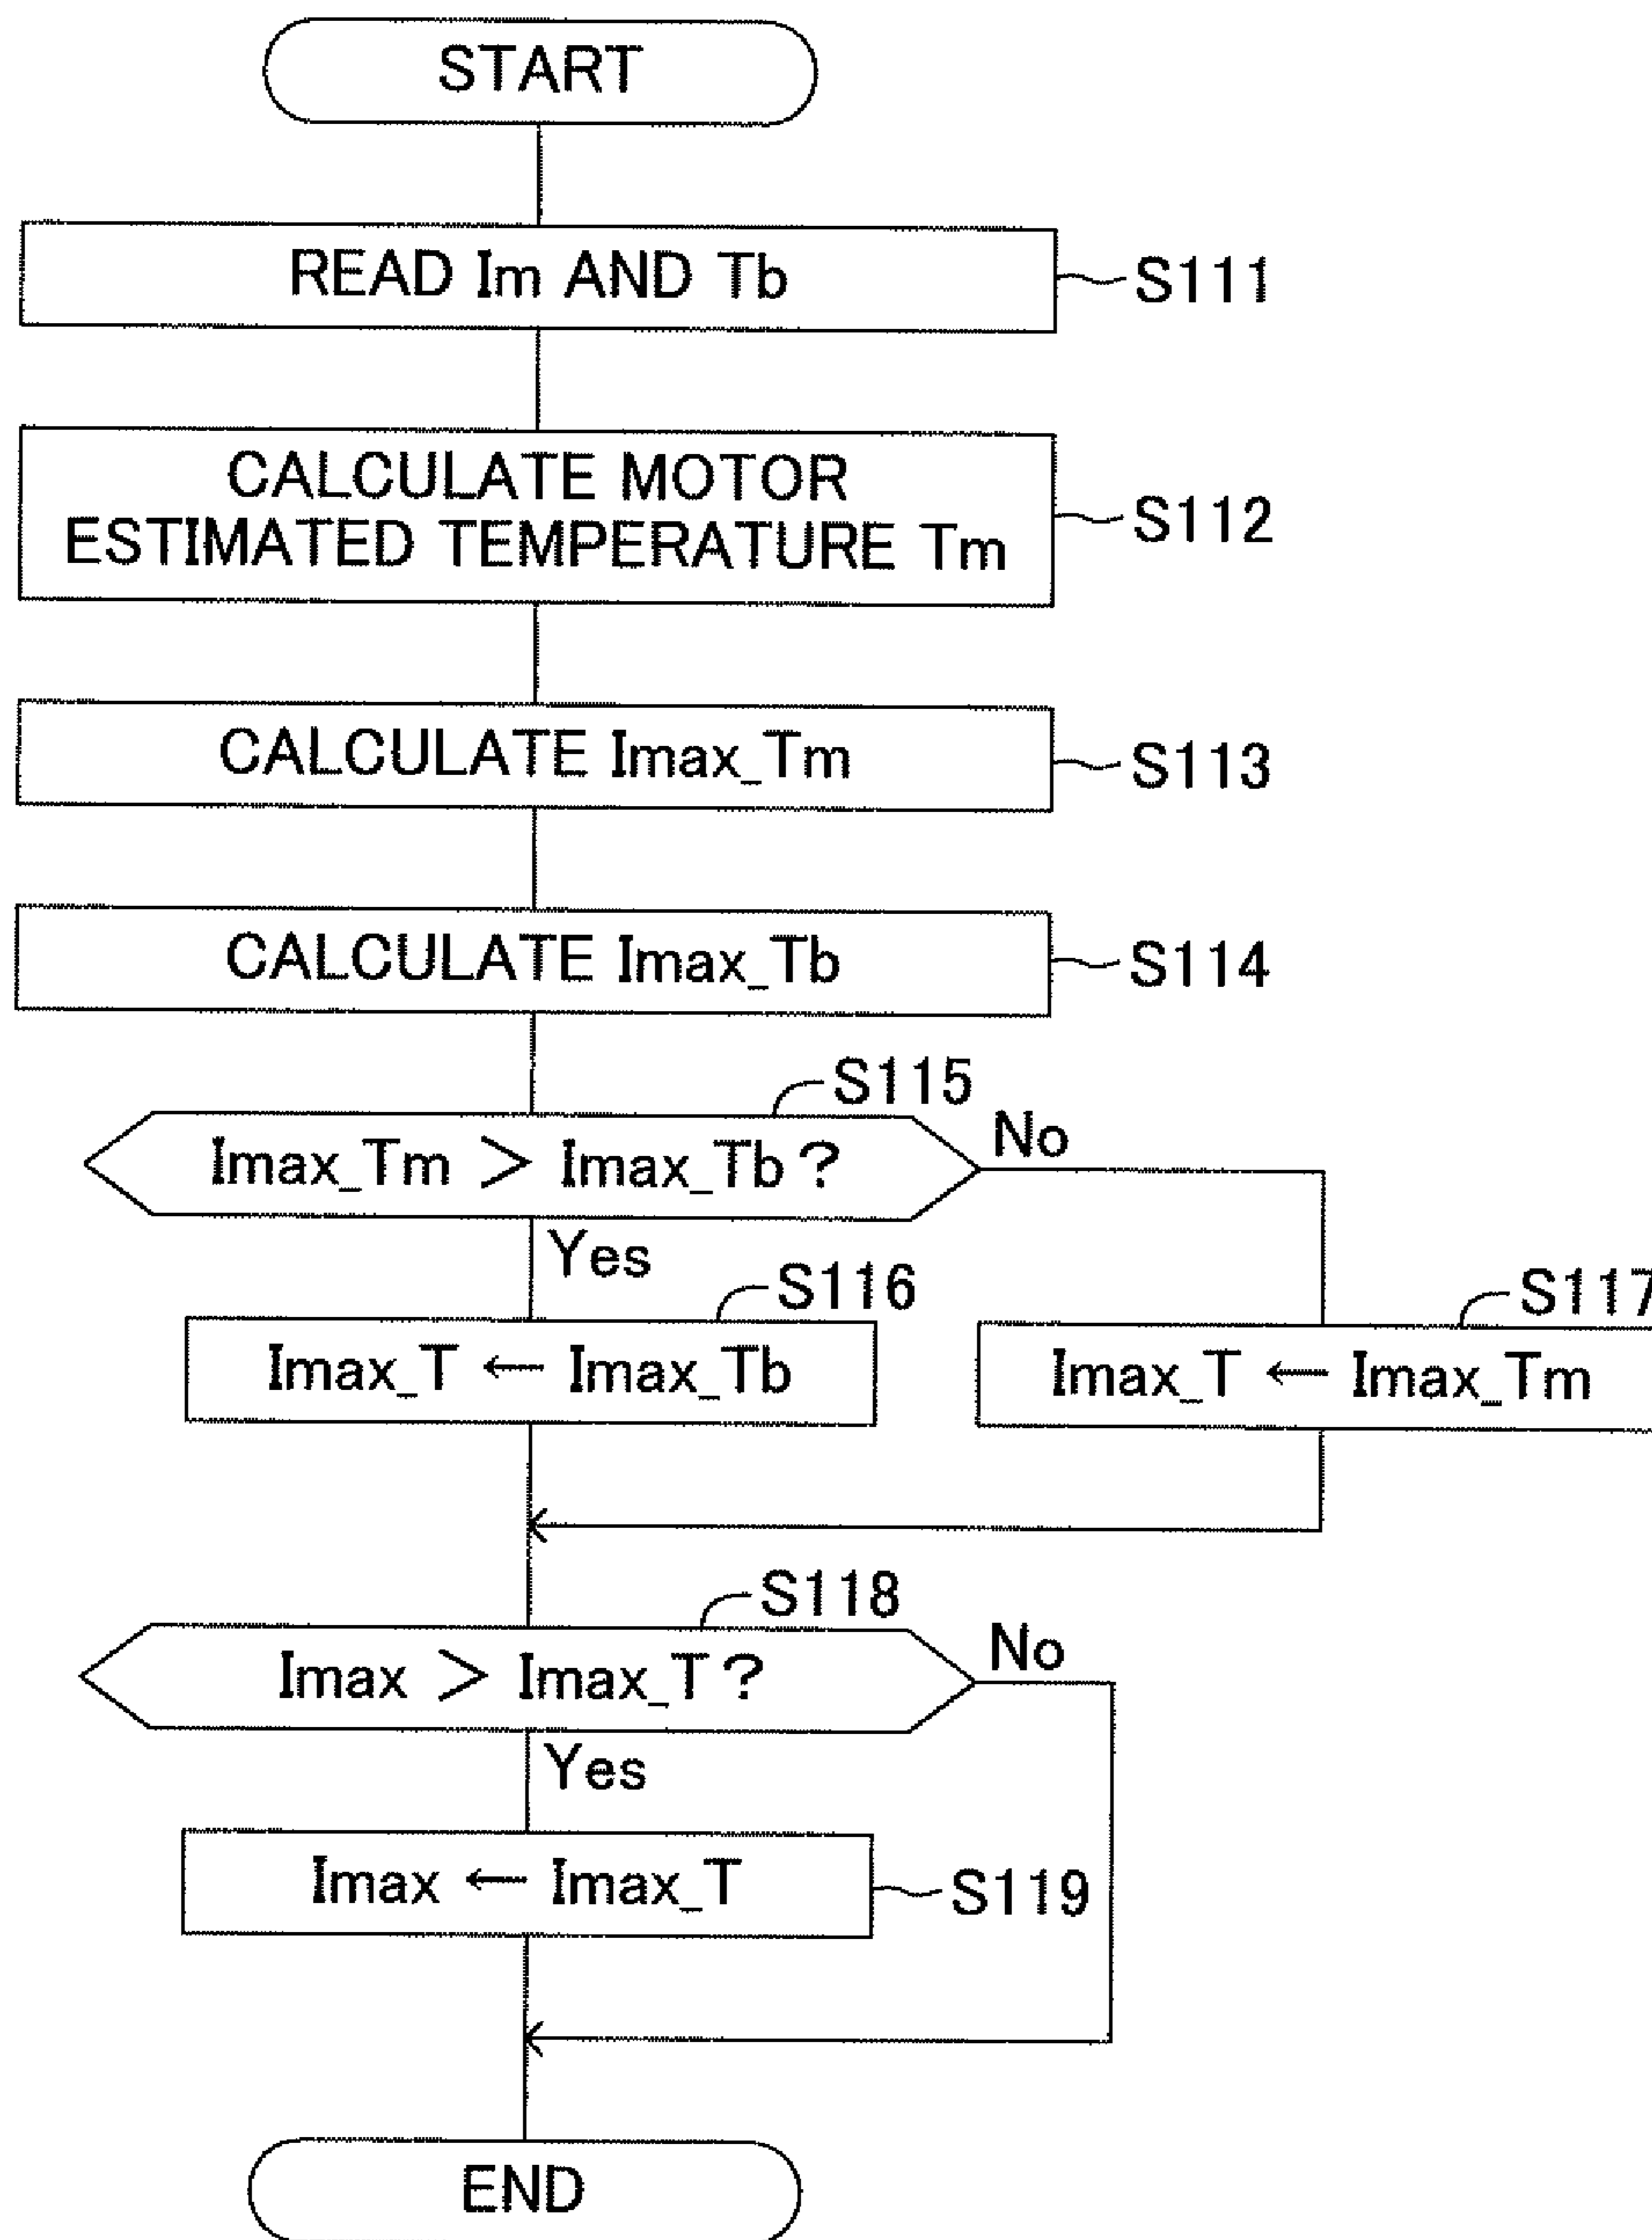 START
READ Im AND Tb
S111
CALCULATE MOTOR
ESTIMATED TEMPERATURE Tm
S112
CALCULATE Imax_Tm
S113
CALCULATE Imax_Tb
S114
S115
Imax_Tm > Imax_Tb ?
No
Yes
S116
S117
Imax_T ← Imax_Tb
Imax_T ← Imax_Tm
S118
Imax > Imax_T ?
No
Yes
Imax ← Imax_T
S119
END